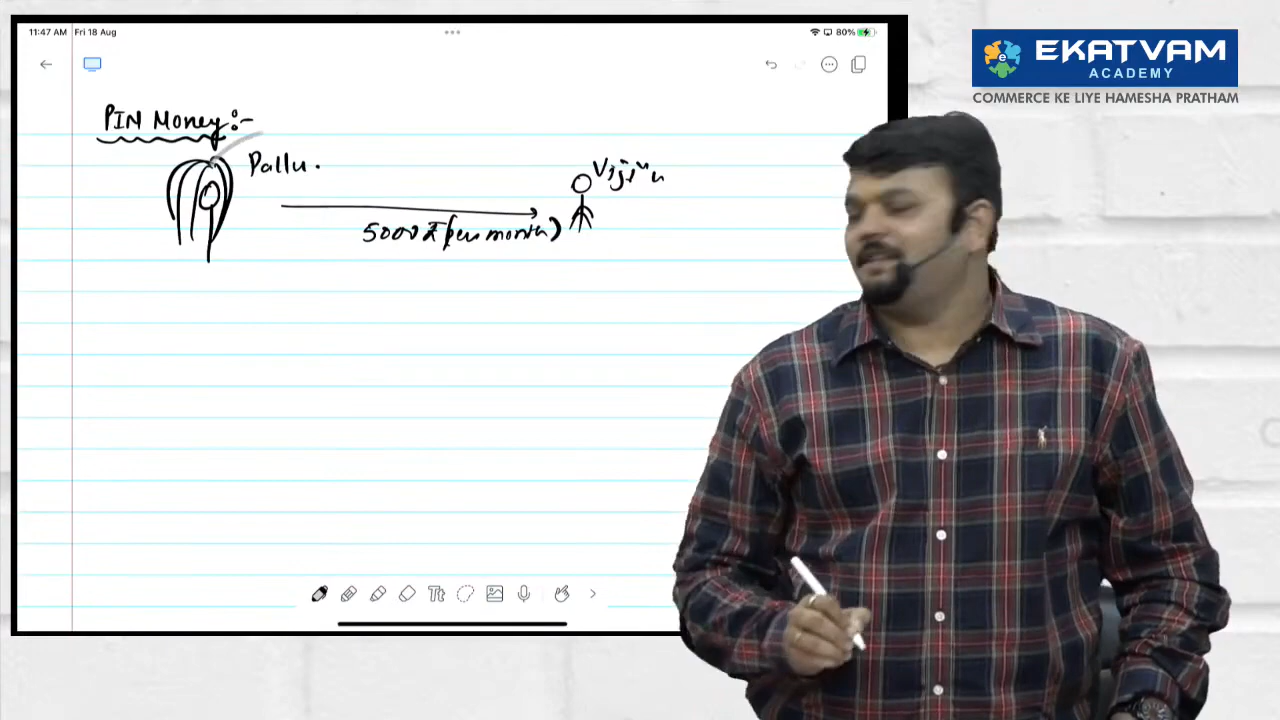 11:47 AM Fri 18 Aug
80%
EKATVAM
ACADEMY
COMMERCE KE LIYE HAMESHA PRATHAM
PIN Money:-
Pallu.
5000₹ (per month)
Tt